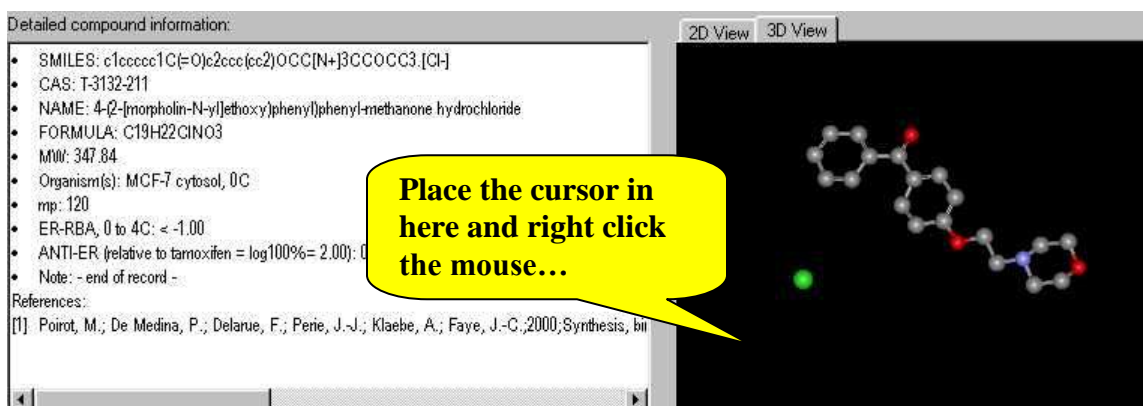 Detailed compound information:
2D View 3D View
• SMILES: c1ccccc1C(=O)c2ccc(cc2)OCC[N+]3CCOCC3.[Cl-]
• CAS: T-3132-211
• NAME: 4-(2-[morpholin-N-yl]ethoxy)phenyl)phenyl-methanone hydrochloride
• FORMULA: C19H22ClNO3
• MW: 347.84
• Organism(s): MCF-7 cytosol, 0C
• mp: 120
• ER-RBA, 0 to 4C: < -1.00
• ANTI-ER (relative to tamoxifen = log100%= 2.00): 0
• Note: - end of record -
References:
[1] Poirot, M.; De Medina, P.; Delarue, F.; Perie, J.-J.; Klaebe, A.; Faye, J.-C.;2000;Synthesis,
Place the cursor in
here and right click
the mouse…